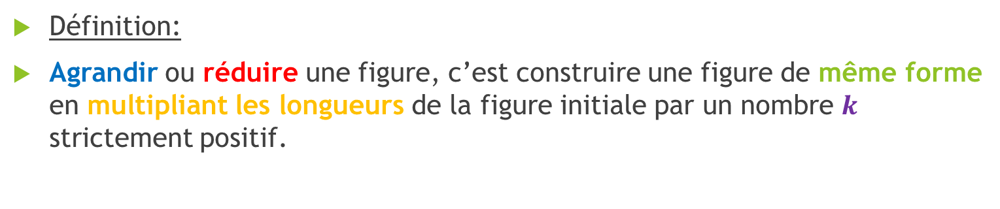 Définition:
Agrandir ou réduire une figure, c’est construire une figure de même forme
en multipliant les longueurs de la figure initiale par un nombre k
strictement positif.